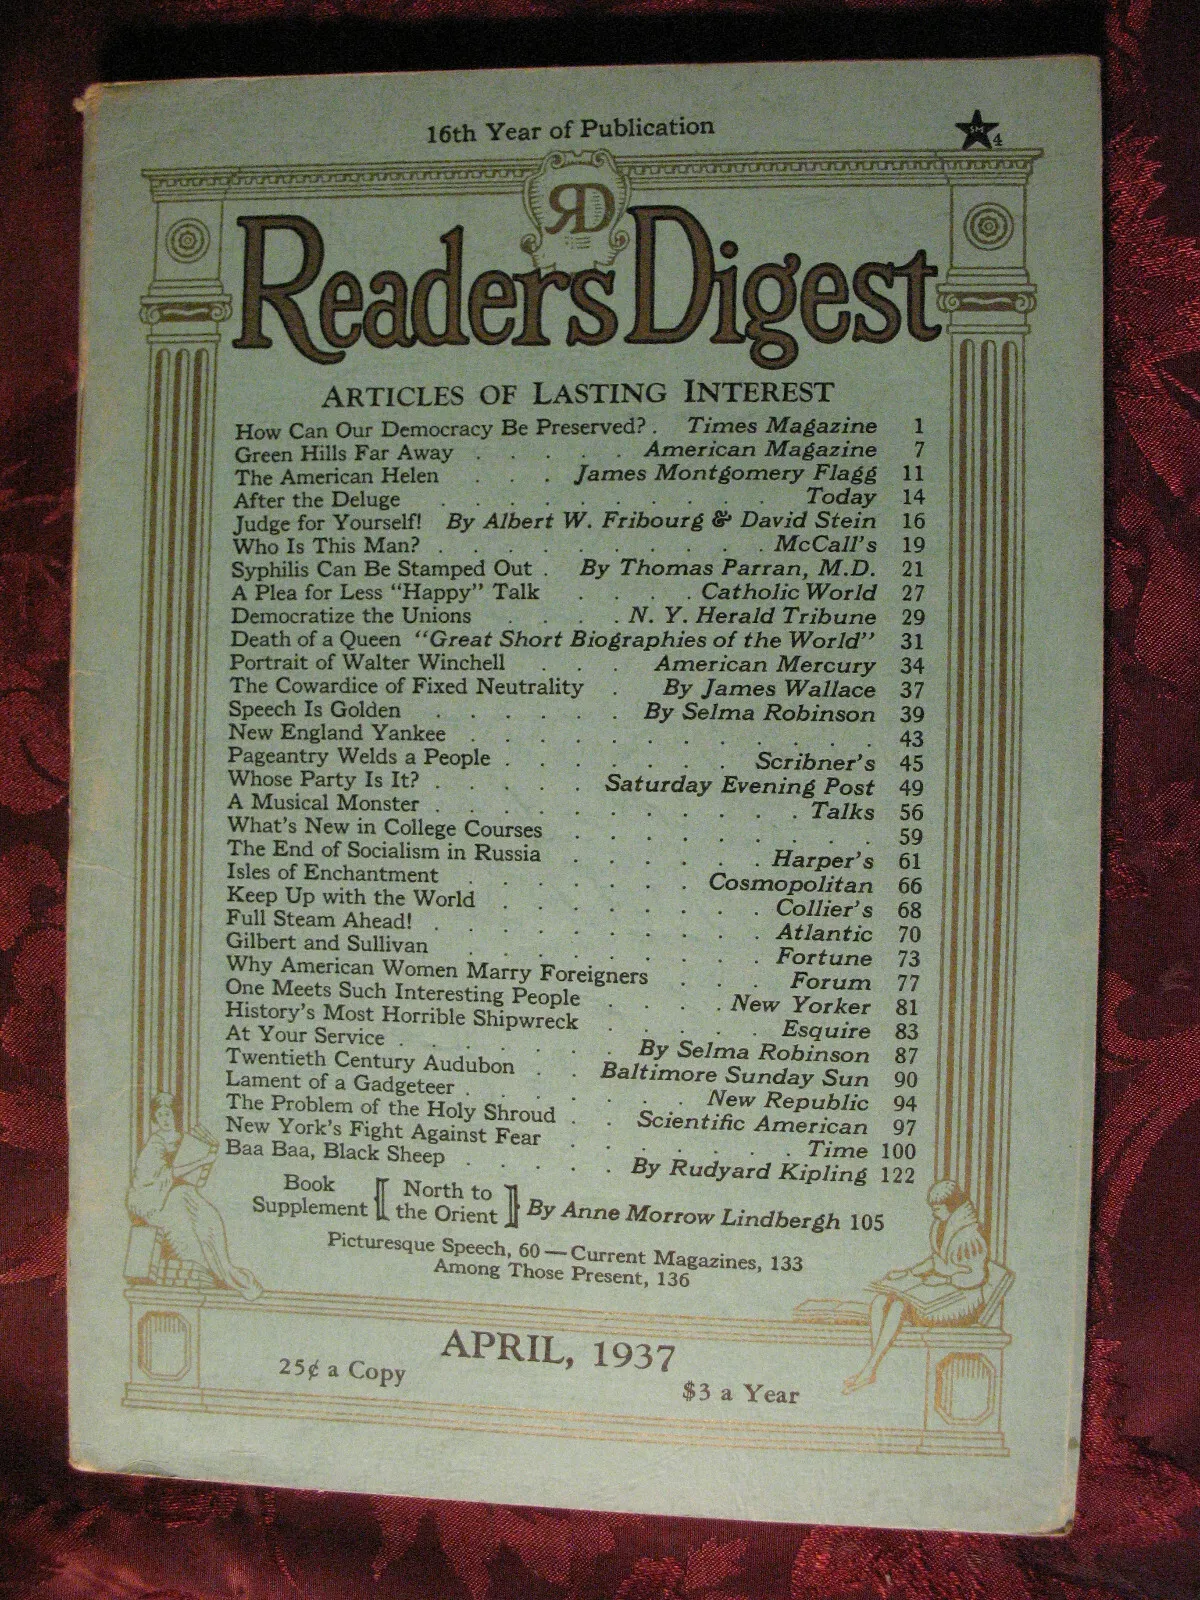 16th Year of Publication
SM 4
RD
Readers Digest
ARTICLES OF LASTING INTEREST
How Can Our Democracy Be Preserved? . Times Magazine 1
Green Hills Far Away . . . . . American Magazine 7
The American Helen . . . James Montgomery Flagg 11
After the Deluge . . . . . . . . . Today 14
Judge for Yourself! By Albert W. Fribourg & David Stein 16
Who Is This Man? . . . . . . . . . . McCall's 19
Syphilis Can Be Stamped Out . By Thomas Parran, M.D. 21
A Plea for Less "Happy" Talk . . . . Catholic World 27
Democratize the Unions . . . . N. Y. Herald Tribune 29
Death of a Queen "Great Short Biographies of the World" 31
Portrait of Walter Winchell . . . American Mercury 34
The Cowardice of Fixed Neutrality . By James Wallace 37
Speech Is Golden . . . . . . By Selma Robinson 39
New England Yankee . . . . . . . . . . . . 43
Pageantry Welds a People . . . . . . . Scribner's 45
Whose Party Is It? . . . . . Saturday Evening Post 49
A Musical Monster . . . . . . . . . . . Talks 56
What's New in College Courses . . . . . . . . . 59
The End of Socialism in Russia . . . . . . Harper's 61
Isles of Enchantment . . . . . . . Cosmopolitan 66
Keep Up with the World . . . . . . . . Collier's 68
Full Steam Ahead! . . . . . . . . . . Atlantic 70
Gilbert and Sullivan . . . . . . . . . Fortune 73
Why American Women Marry Foreigners . . . Forum 77
One Meets Such Interesting People . . . . New Yorker 81
History's Most Horrible Shipwreck . . . . . Esquire 83
At Your Service . . . . . . . By Selma Robinson 87
Twentieth Century Audubon . . Baltimore Sunday Sun 90
Lament of a Gadgeteer . . . . . . . New Republic 94
The Problem of the Holy Shroud . . Scientific American 97
New York's Fight Against Fear . . . . . . Time 100
Baa Baa, Black Sheep . . . . . By Rudyard Kipling 122
Book Supplement [ North to the Orient ] By Anne Morrow Lindbergh 105
Picturesque Speech, 60—Current Magazines, 133
Among Those Present, 136
APRIL, 1937
25¢ a Copy
$3 a Year